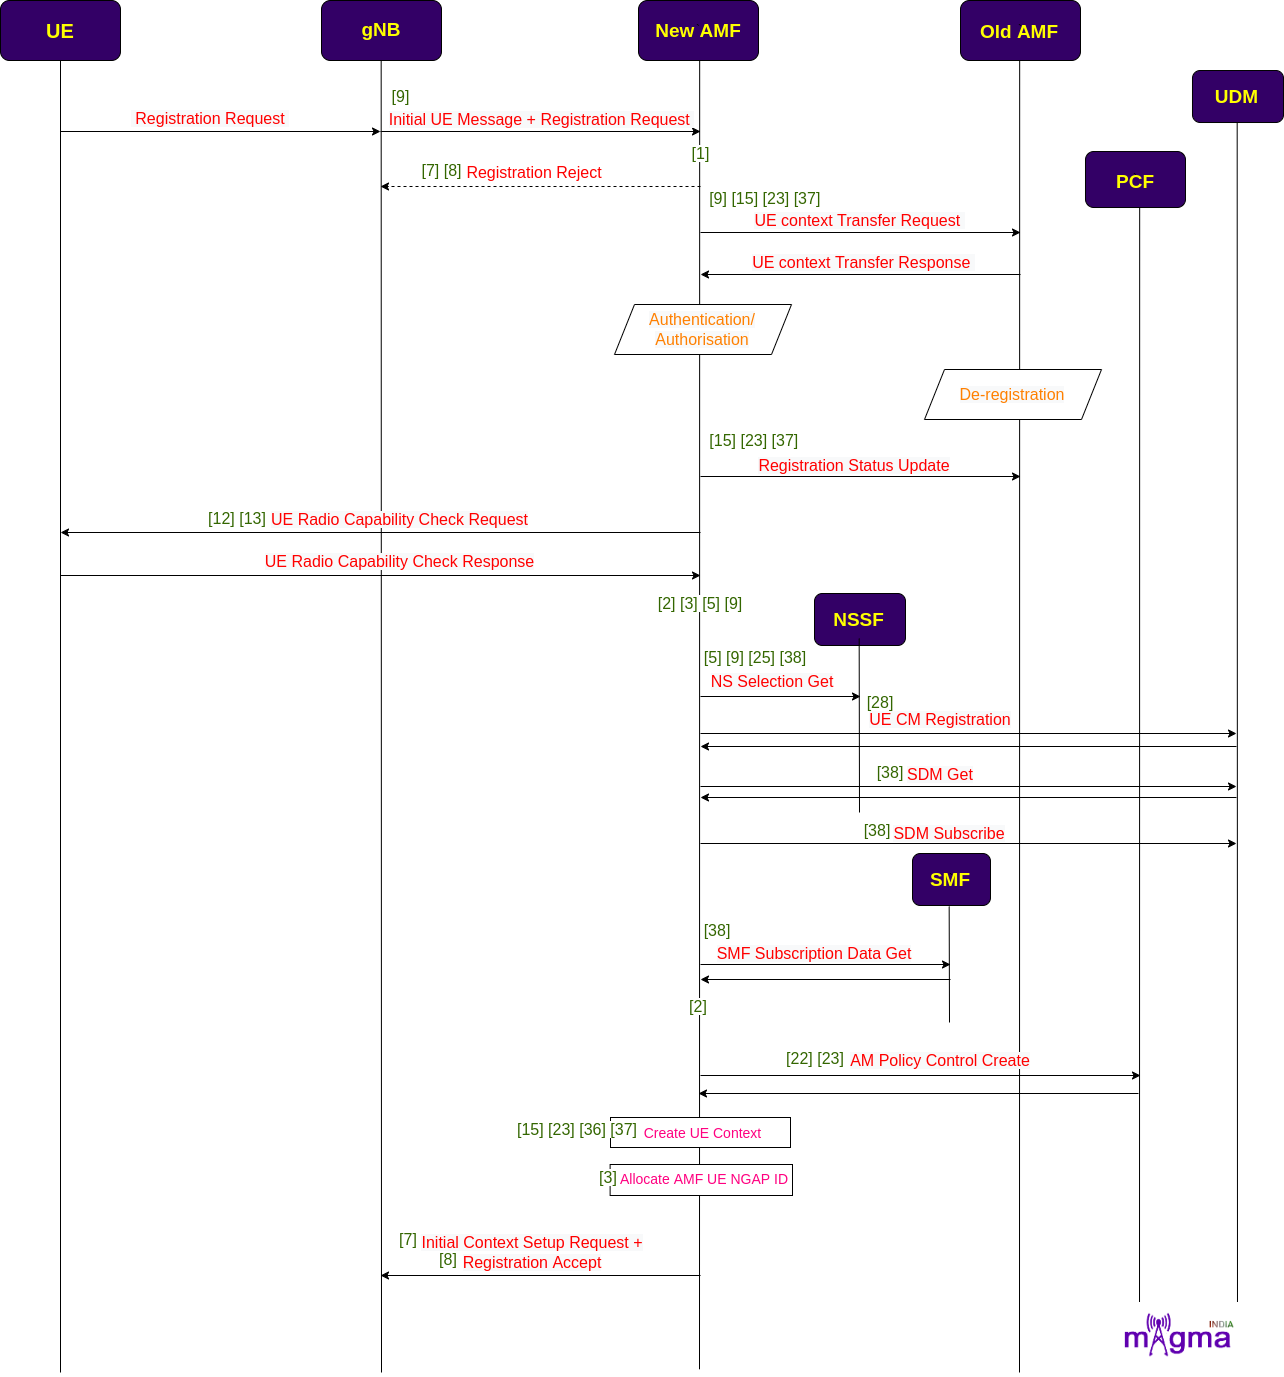 UE
gNB
New AMF
Old AMF
UDM
[9]
Registration Request
Initial UE Message + Registration Request
[1]
[7] [8] Registration Reject
PCF
[9] [15] [23] [37]
UE context Transfer Request
UE context Transfer Response
Authentication/
Authorisation
De-registration
[15] [23] [37]
Registration Status Update
[12] [13] UE Radio Capability Check Request
UE Radio Capability Check Response
[2] [3] [5] [9]
NSSF
[5] [9] [25] [38]
NS Selection Get
[28]
UE CM Registration
[38] SDM Get
[38] SDM Subscribe
SMF
[38]
SMF Subscription Data Get
[2]
[22] [23] AM Policy Control Create
[15] [23] [36] [37] Create UE Context
[3] Allocate AMF UE NGAP ID
[7] Initial Context Setup Request +
[8] Registration Accept
INDIA
magma